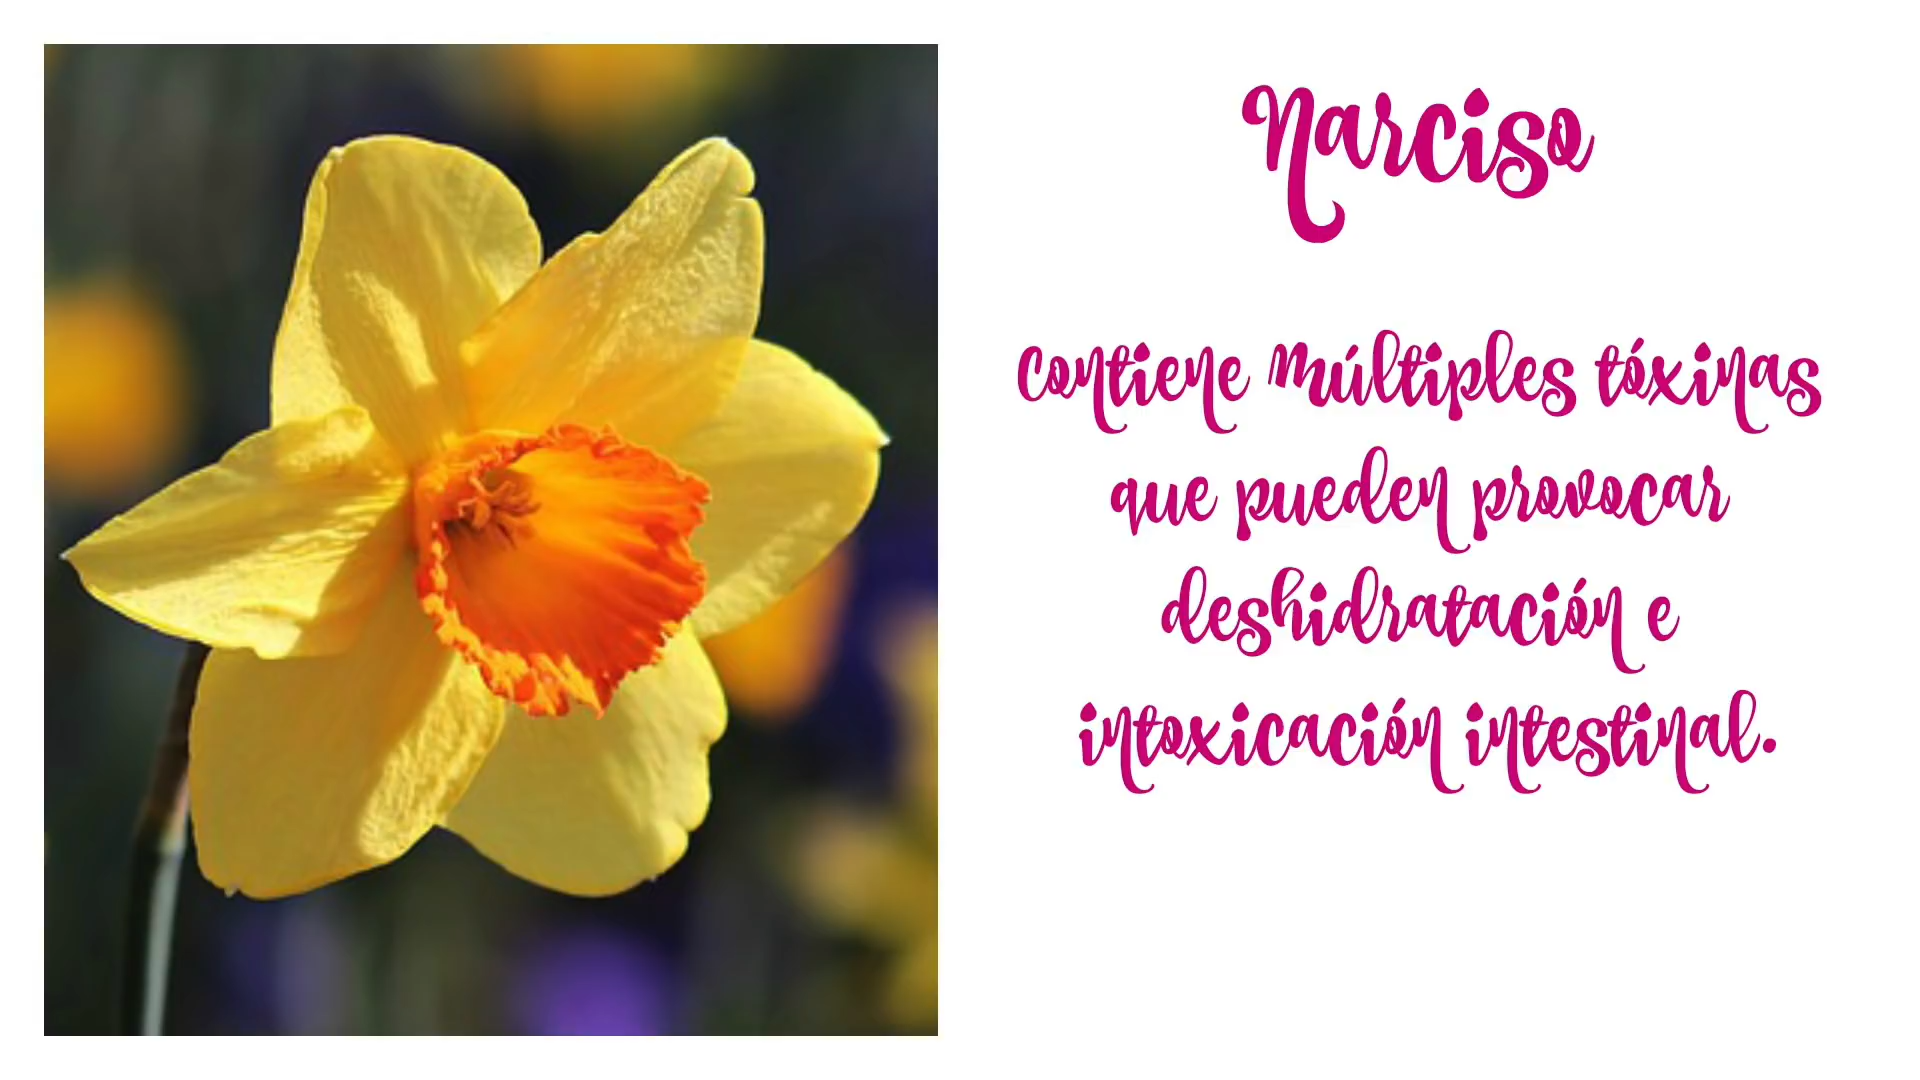 Narciso
Contiene múltiples tóxinas
que pueden provocar
deshidratación e
intoxicación intestinal.